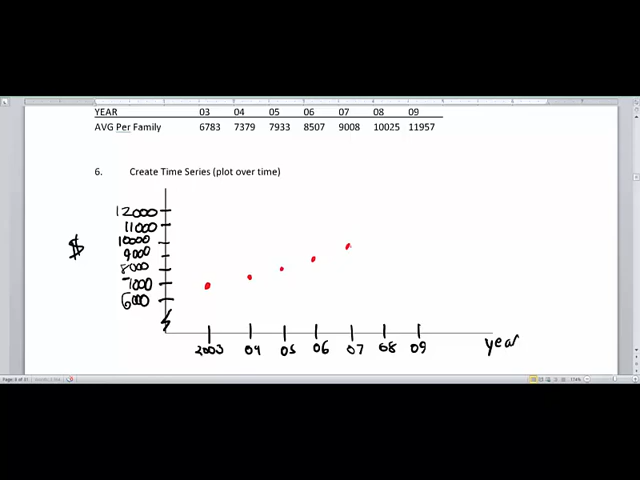 YEAR 03 04 05 06 07 08 09
AVG Per Family 6783 7379 7933 8507 9008 10025 11957
6. Create Time Series (plot over time)
12000
11000
10000
$ 9000
8000
7000
6000
2003 04 05 06 07 08 09 year